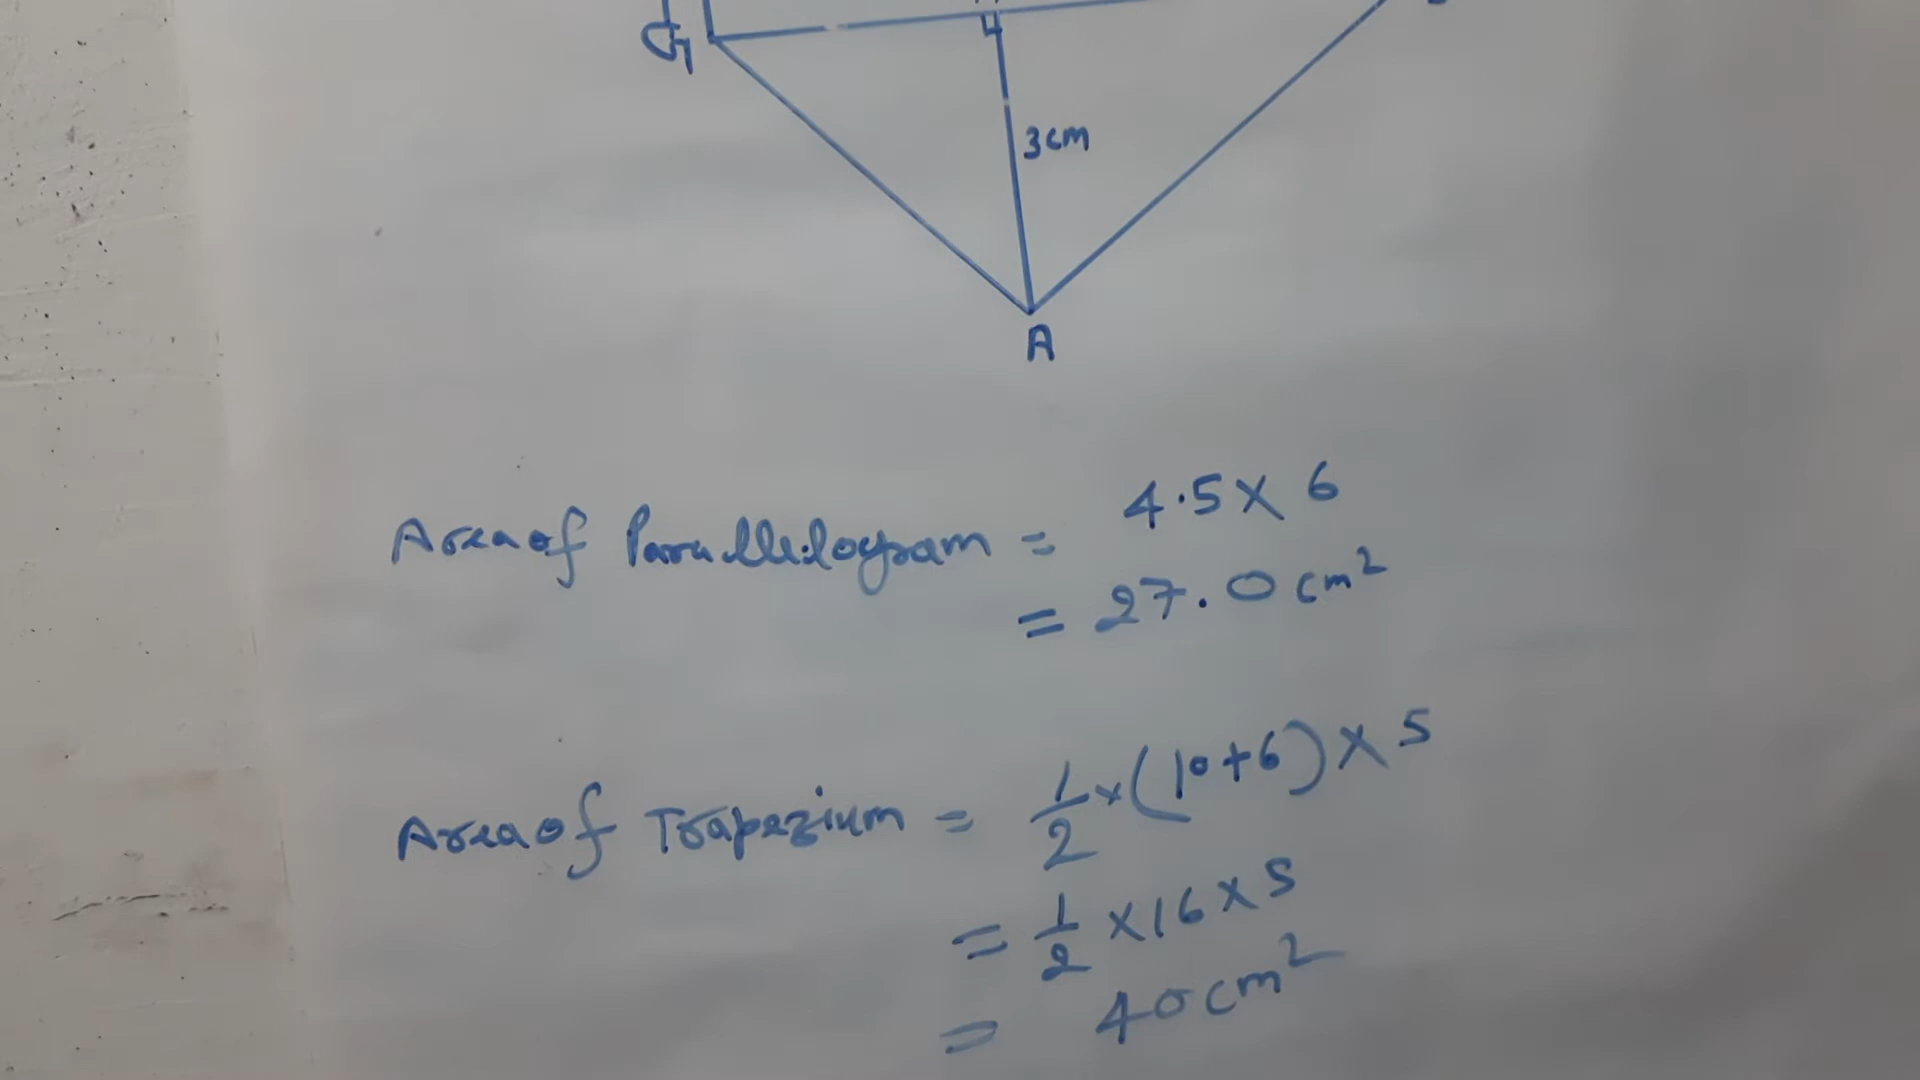 G
3cm
A
Area of Parallelogram = 4.5 × 6
= 27.0 cm²
Area of Trapezium = 1/2 × (10+6) × 5
= 1/2 × 16 × 5
= 40 cm²